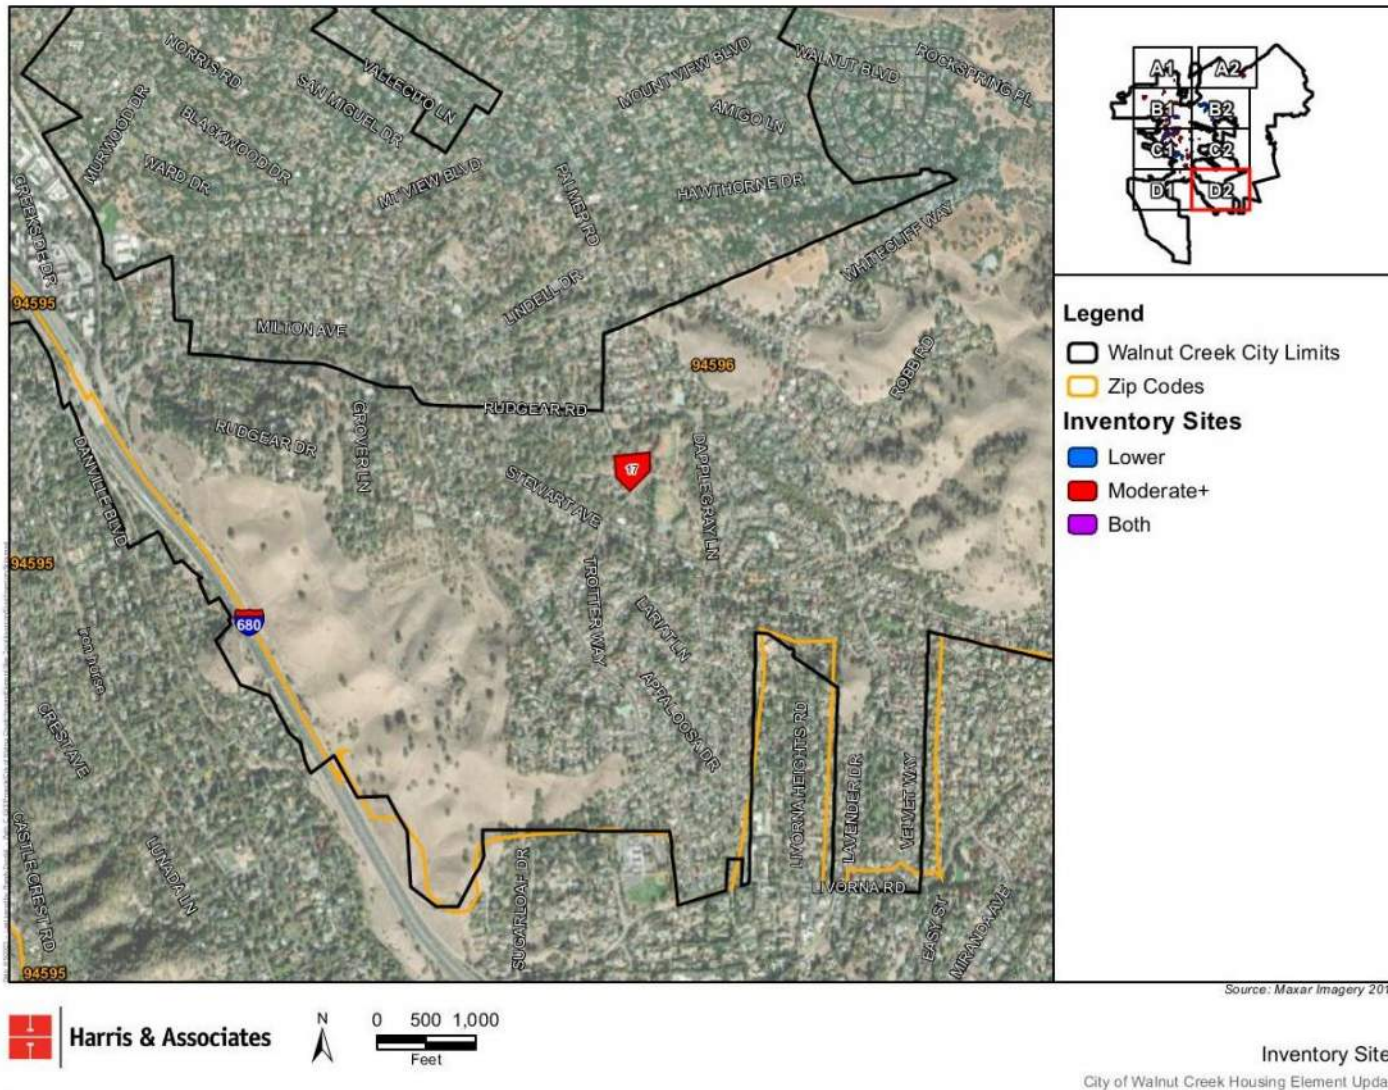 NORRIS RD
VALLECITO LN
SAN MIGUEL DR
MOUNT VIEW BLVD
WALNUT BLVD
ROCKSPRING PL
MURWOOD DR
BLACKWOOD DR
AMIGO LN
WARD DR
MT VIEW BLVD
PALMER RD
HAWTHORNE DR
CREEKSIDE DR
WHITECLIFF WAY
LINDELL DR
94595
MILTON AVE
94596
ROBB RD
RUDGEAR RD
RUDGEAR DR
GROVER LN
DAPPLEGRAY LN
17
STEWART AVE
DANVILLE BLVD
94595
TROTTER WAY
LARIAT LN
680
Iron Horse
APPALOOSA DR
CREST AVE
LIVORNA HEIGHTS RD
LAVENDER DR
VELVET WAY
CASTLE CREST RD
LUNADA LN
SUGARLOAF DR
LIVORNA RD
EASY ST
MIRANDA AVE
94595
A1
A2
B1
B2
C1
C2
D1
D2
Legend
Walnut Creek City Limits
Zip Codes
Inventory Sites
Lower
Moderate+
Both
Source: Maxar Imagery 201
Harris & Associates
N
0 500 1,000
Feet
Inventory Site
City of Walnut Creek Housing Element Upda